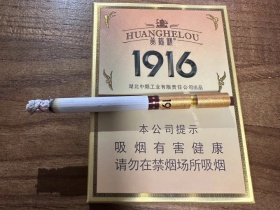 HUANGHELOU
黄鹤楼
1916
湖北中烟工业有限责任公司出品
1916
本公司提示
吸烟有害健康
请勿在禁烟场所吸烟